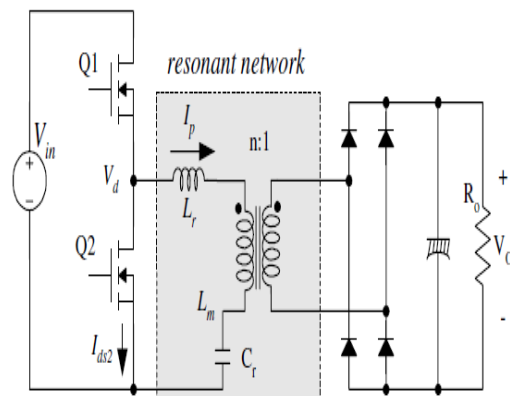 Q1
resonant network
I_p
n:1
V_in
+
-
V_d
L_r
R_o
+
V_O
-
Q2
L_m
I_ds2
C_r